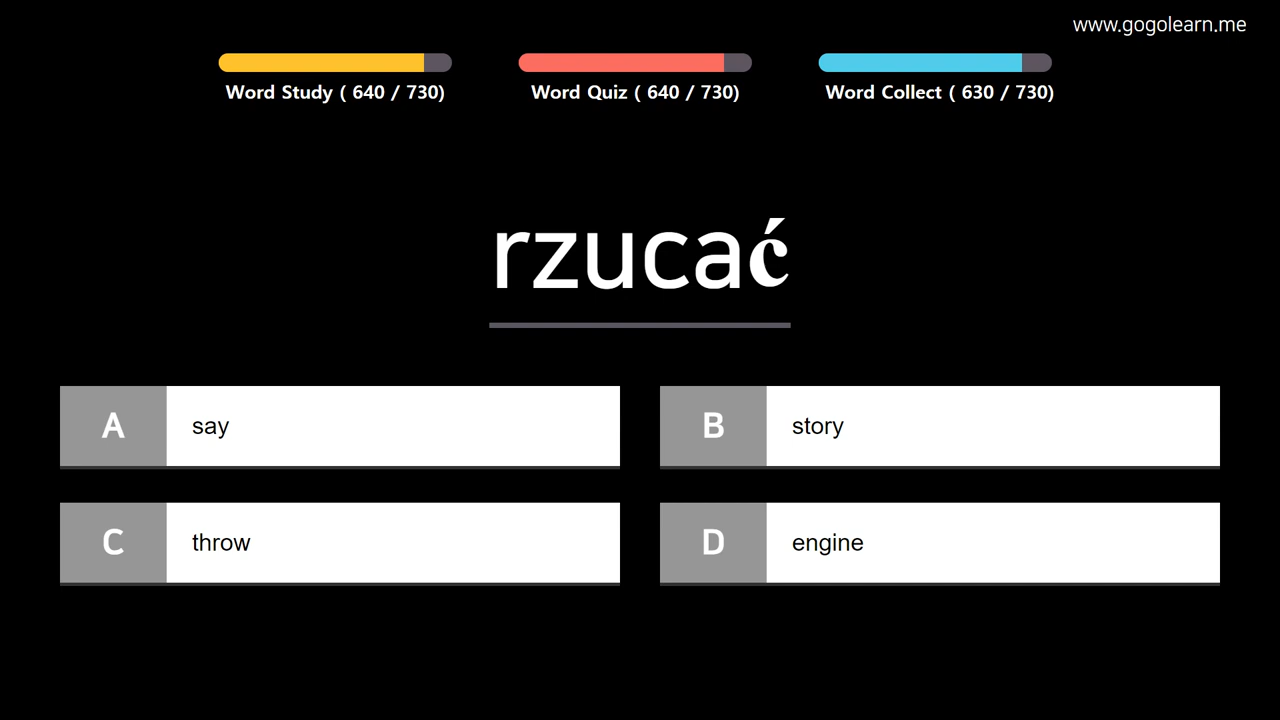 www.gogolearn.me
Word Study ( 640 / 730)
Word Quiz ( 640 / 730)
Word Collect ( 630 / 730)
rzucać
A say
B story
C throw
D engine